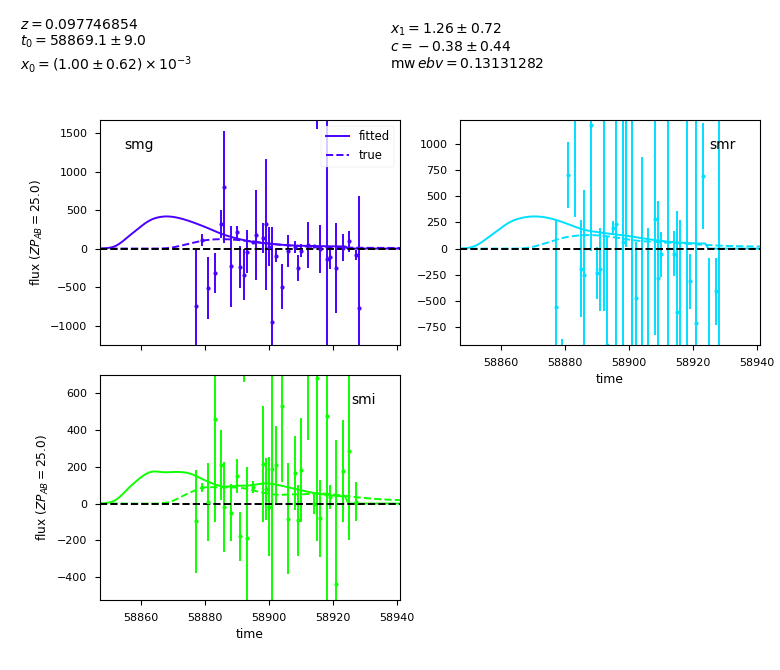 z = 0.097746854
t₀ = 58869.1 ± 9.0
x₀ = (1.00 ± 0.62) × 10⁻³
x₁ = 1.26 ± 0.72
c = −0.38 ± 0.44
mw ebv = 0.13131282
smg
fitted
true
1500
1000
500
0
−500
−1000
flux (ZP_AB = 25.0)
smr
1000
750
500
250
0
−250
−500
−750
58860 58880 58900 58920 58940
time
smi
600
400
200
0
−200
−400
flux (ZP_AB = 25.0)
58860 58880 58900 58920 58940
time